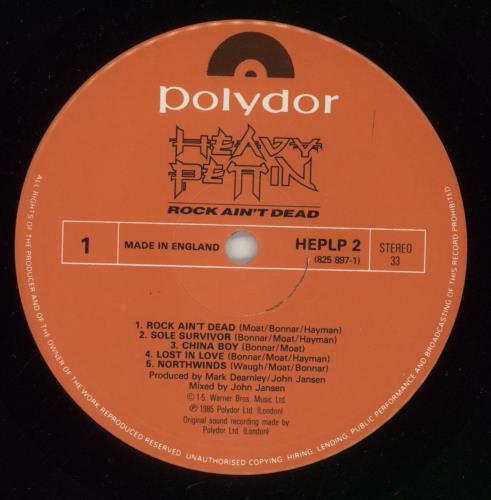 polydor
HEAVY
PETTIN
ROCK AIN'T DEAD
1
MADE IN ENGLAND
HEPLP 2
(825 897-1)
STEREO
33
1. ROCK AIN'T DEAD (Moat/Bonnar/Hayman)
2. SOLE SURVIVOR (Bonnar/Moat/Hayman)
3. CHINA BOY (Bonnar/Moat)
4. LOST IN LOVE (Bonnar/Moat/Hayman)
5. NORTHWINDS (Waugh/Moat/Bonnar)
Produced by Mark Dearnley/John Jansen
Mixed by John Jansen
© 1-5. Warner Bros. Music Ltd.
℗ 1985 Polydor Ltd. (London)
Original sound recording made by
Polydor Ltd. (London)
ALL RIGHTS OF THE PRODUCER AND OF THE OWNER OF THE WORK REPRODUCED RESERVED. UNAUTHORISED COPYING, HIRING, LENDING, PUBLIC PERFORMANCE AND BROADCASTING OF THIS RECORD PROHIBITED.